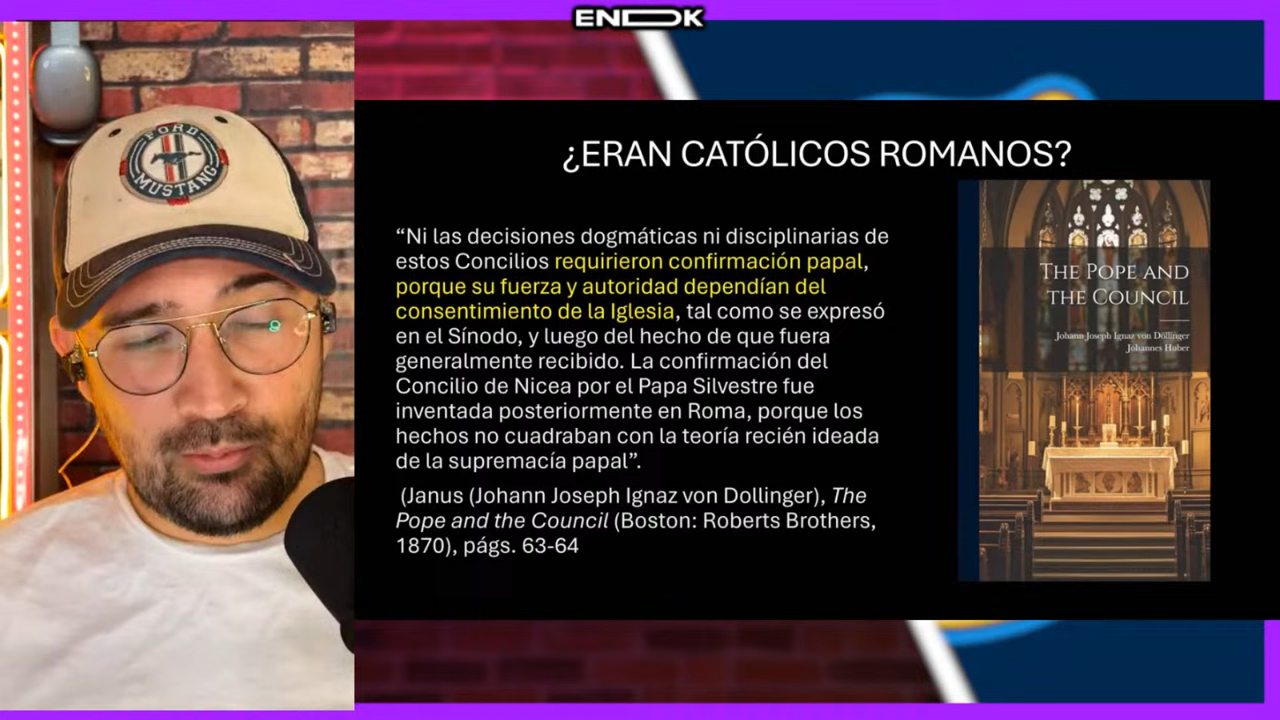 ENDK
FORD
MUSTANG
¿ERAN CATÓLICOS ROMANOS?
“Ni las decisiones dogmáticas ni disciplinarias de
estos Concilios requirieron confirmación papal,
porque su fuerza y autoridad dependían del
consentimiento de la Iglesia, tal como se expresó
en el Sínodo, y luego del hecho de que fuera
generalmente recibido. La confirmación del
Concilio de Nicea por el Papa Silvestre fue
inventada posteriormente en Roma, porque los
hechos no cuadraban con la teoría recién ideada
de la supremacía papal”.
(Janus (Johann Joseph Ignaz von Dollinger), The
Pope and the Council (Boston: Roberts Brothers,
1870), págs. 63-64
THE POPE AND
THE COUNCIL
Johann Joseph Ignaz von Döllinger
Johannes Huber